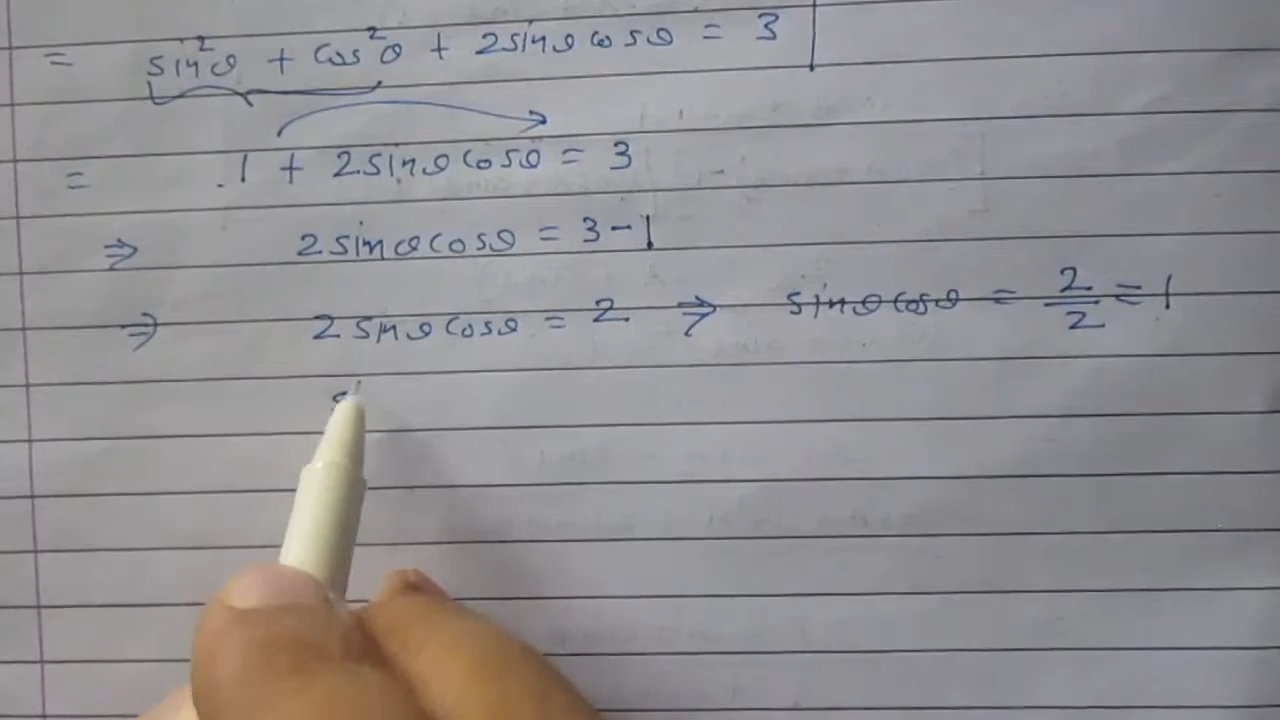 = sin²θ + cos²θ + 2sinθcosθ = 3
= 1 + 2sinθcosθ = 3
⇒ 2sinθcosθ = 3-1
⇒ 2sinθcosθ = 2 ⇒ sinθcosθ = 2/2 = 1